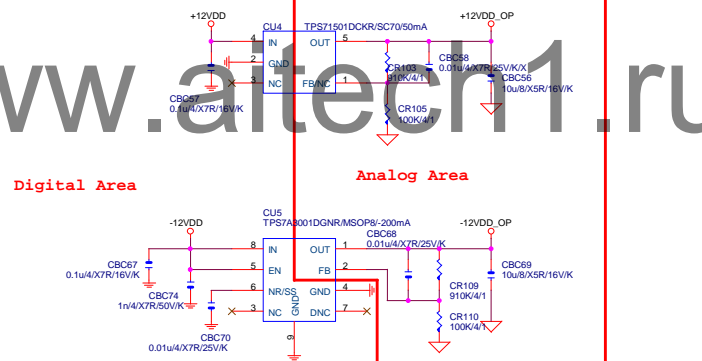 +12VDD
+12VDD_OP
CU4
TPS71501DCKR/SC70/50mA
4
IN
OUT
5
2
GND
3
NC
FB/NC
1
CBC57
0.1u/4/X7R/16V/K
CR103
910K/4/1
CBC58
0.01u/4/X7R/25V/K/X
CBC56
10u/8/X5R/16V/K
CR105
100K/4/1
www.aitech1.ru
Digital Area
Analog Area
-12VDD
-12VDD_OP
CU5
TPS7A3001DGNR/MSOP8/-200mA
CBC68
0.01u/4/X7R/25V/K
8
IN
OUT
1
5
EN
FB
2
6
NR/SS
GND
4
3
NC
GND
DNC
7
9
CBC67
0.1u/4/X7R/16V/K
CBC74
1n/4/X7R/50V/K
CBC70
0.01u/4/X7R/25V/K
CBC69
10u/8/X5R/16V/K
CR109
910K/4/1
CR110
100K/4/1